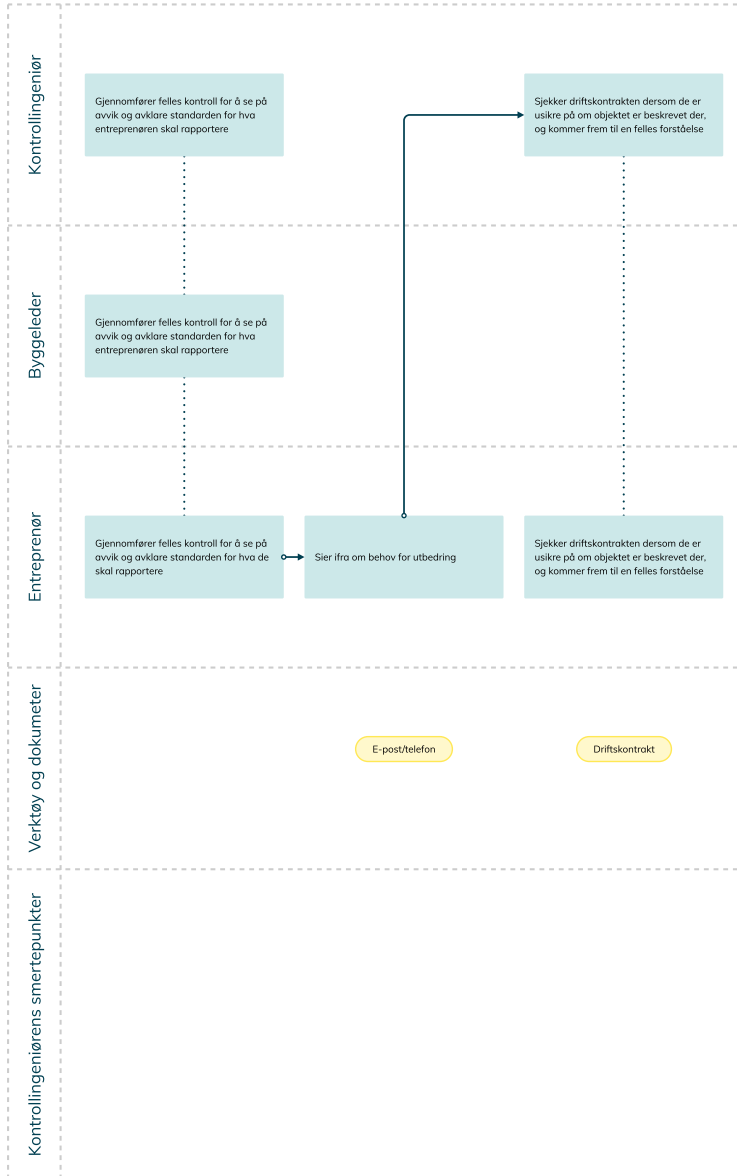 Kontrollingeniør
Gjennomfører felles kontroll for å se på
avvik og avklare standarden for hva
entreprenøren skal rapportere
Sjekker driftskontrakten dersom de er
usikre på om objektet er beskrevet der,
og kommer frem til en felles forståelse
Byggeleder
Gjennomfører felles kontroll for å se på
avvik og avklare standarden for hva
entreprenøren skal rapportere
Entreprenør
Gjennomfører felles kontroll for å se på
avvik og avklare standarden for hva de
skal rapportere
Sier ifra om behov for utbedring
Sjekker driftskontrakten dersom de er
usikre på om objektet er beskrevet der,
og kommer frem til en felles forståelse
Verktøy og dokumeter
E-post/telefon
Driftskontrakt
Kontrollingeniørens smertepunkter